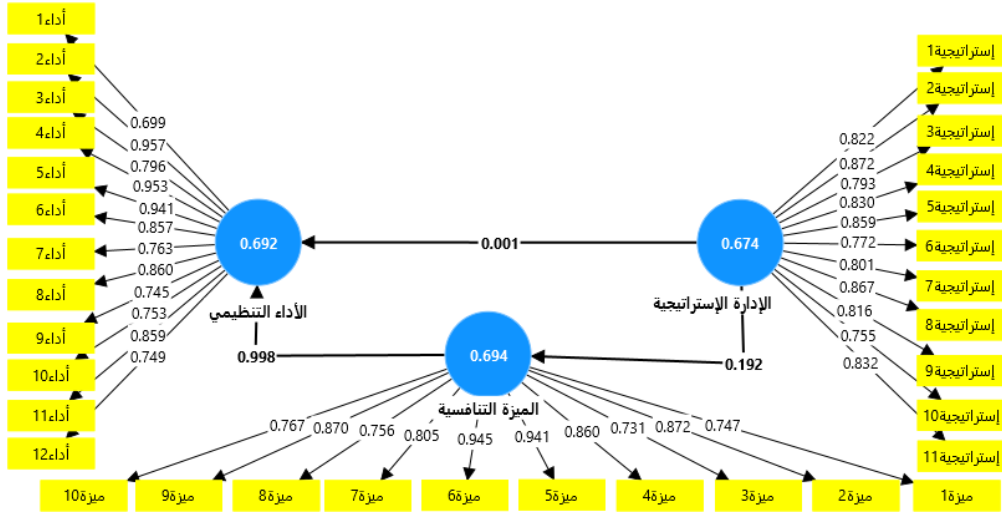 أداء1
أداء2
أداء3
أداء4
أداء5
أداء6
أداء7
أداء8
أداء9
أداء10
أداء11
أداء12
0.699
0.957
0.796
0.953
0.941
0.857
0.763
0.860
0.745
0.753
0.859
0.749
0.692
الأداء التنظيمي
0.001
0.674
الإدارة الإستراتيجية
0.998
0.694
الميزة التنافسية
0.192
0.822
0.872
0.793
0.830
0.859
0.772
0.801
0.867
0.816
0.755
0.832
إستراتيجية1
إستراتيجية2
إستراتيجية3
إستراتيجية4
إستراتيجية5
إستراتيجية6
إستراتيجية7
إستراتيجية8
إستراتيجية9
إستراتيجية10
إستراتيجية11
0.767
0.870
0.756
0.805
0.945
0.941
0.860
0.731
0.872
0.747
ميزة10
ميزة9
ميزة8
ميزة7
ميزة6
ميزة5
ميزة4
ميزة3
ميزة2
ميزة1